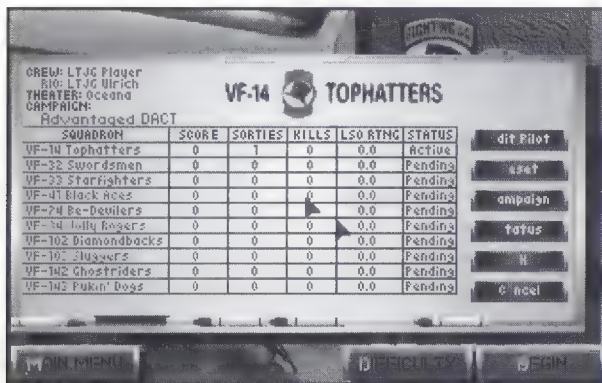 FIGHTING
CREW: LTJG Player
RIO: LTJG Ulrich
THEATER: Oceana
CAMPAIGN:
Advantaged DACT
VF-14 TOPHATTERS
SQUADRON SCORE SORTIES KILLS LSO RTNG STATUS
VF-14 Tophatters 0 1 0 0.0 Active
VF-32 Swordsmen 0 0 0 0.0 Pending
VF-33 Starfighters 0 0 0 0.0 Pending
VF-41 Black Aces 0 0 0 0.0 Pending
VF-74 Be-Devilers 0 0 0 0.0 Pending
Jolly Rogers 0 0 0 0.0 Pending
VF-102 Diamondbacks 0 0 0 0.0 Pending
Sluggers 0 0 0 0.0 Pending
VF-142 Ghostriders 0 0 0 0.0 Pending
VF-143 Pukin' Dogs 0 0 0 0.0 Pending
dit Pilot
eset
ampaign
tatus
K
C ncel
MAIN MENU
DIFFICULTY
BEGIN